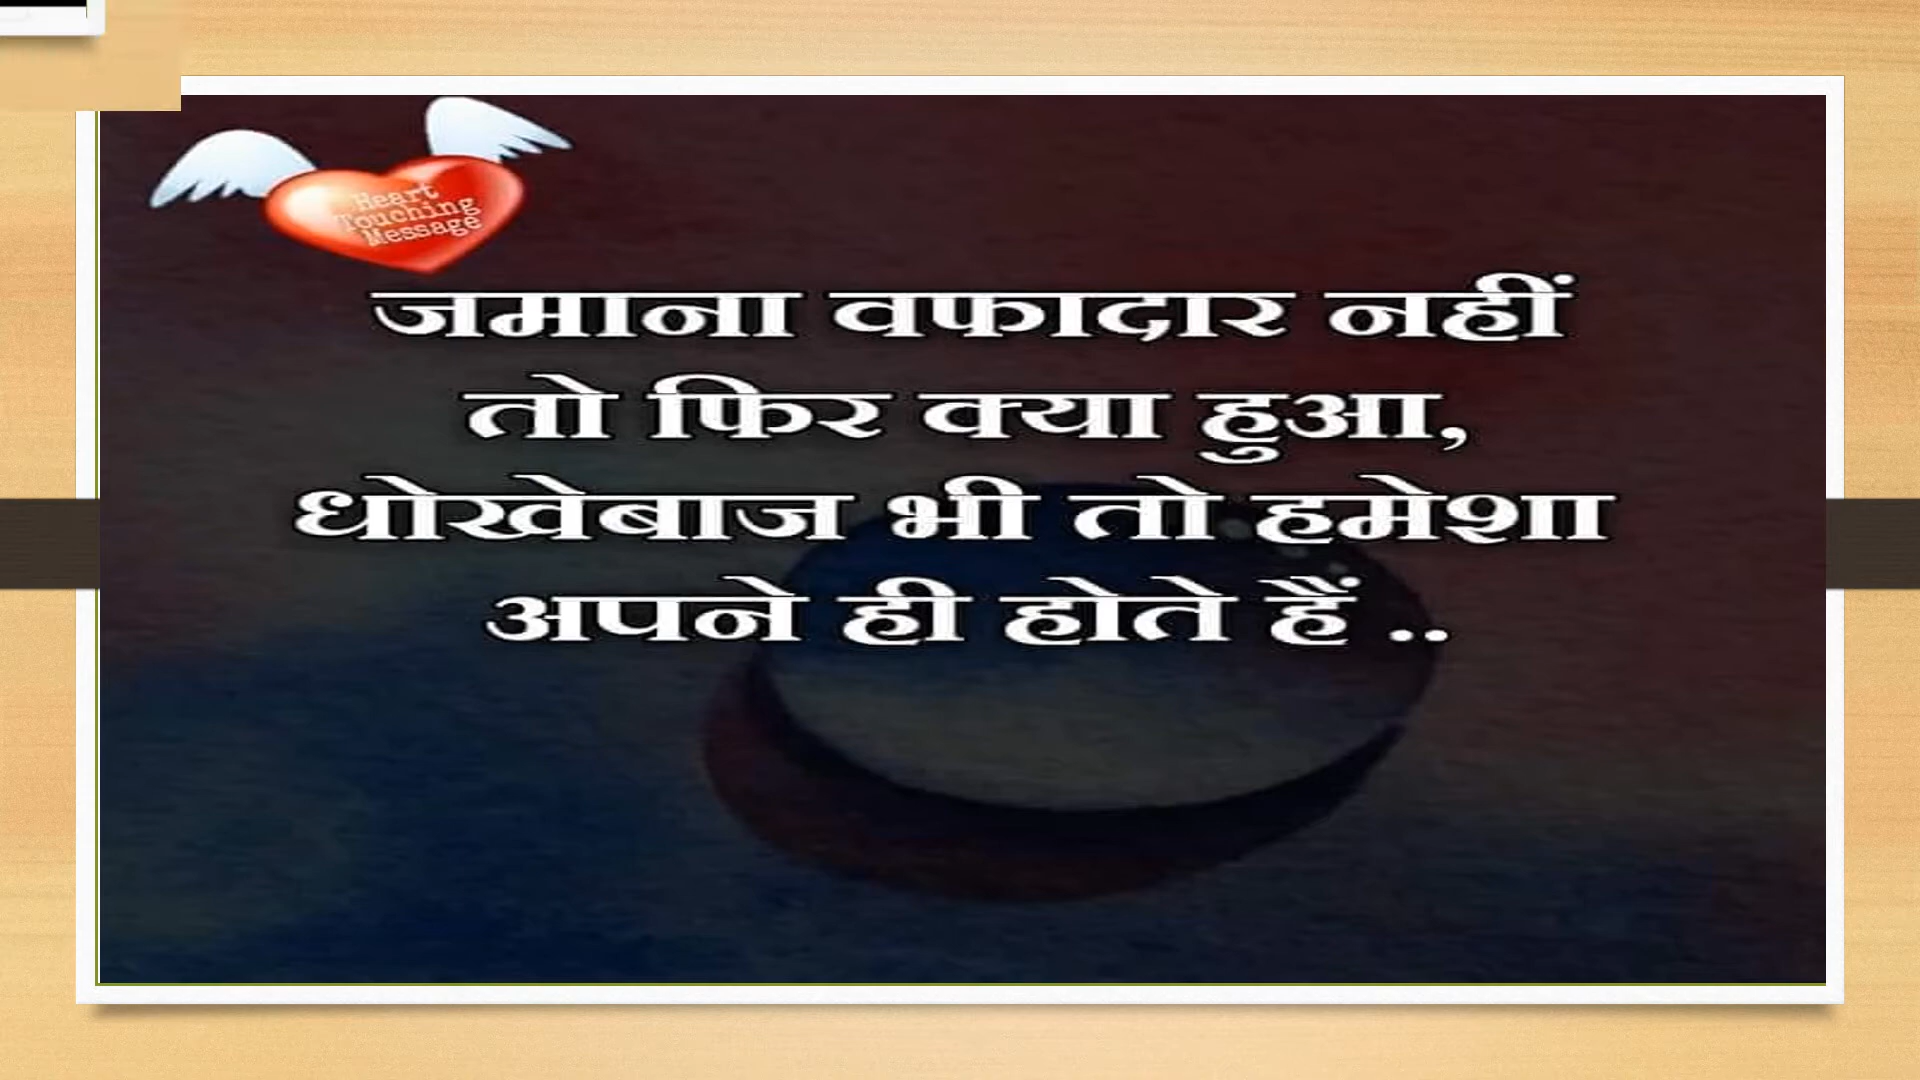 Heart
Touching
Message
जमाना वफादार नहीं
तो फिर क्या हुआ,
धोखेबाज भी तो हमेशा
अपने ही होते हैं ..